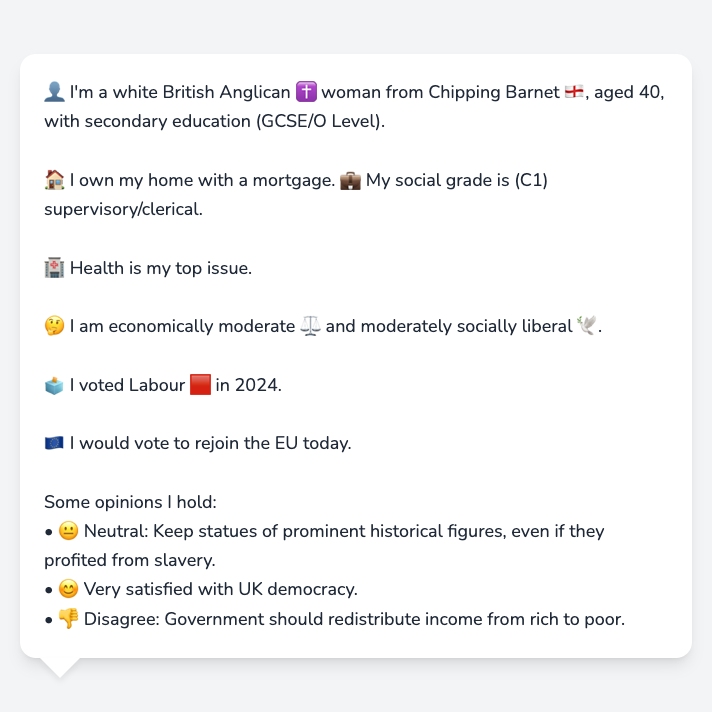 👤 I'm a white British Anglican ✝️ woman from Chipping Barnet 🏴󠁧󠁢󠁥󠁮󠁧󠁿, aged 40,
with secondary education (GCSE/O Level).
🏠 I own my home with a mortgage. 💼 My social grade is (C1)
supervisory/clerical.
🏥 Health is my top issue.
🤔 I am economically moderate ⚖️ and moderately socially liberal 🕊️.
🗳️ I voted Labour 🟥 in 2024.
🇪🇺 I would vote to rejoin the EU today.
Some opinions I hold:
• 😐 Neutral: Keep statues of prominent historical figures, even if they
profited from slavery.
• 😊 Very satisfied with UK democracy.
• 👎 Disagree: Government should redistribute income from rich to poor.